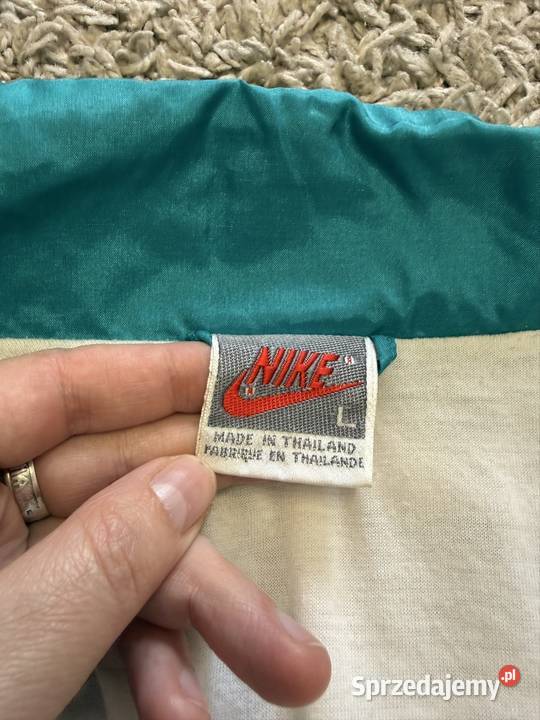 NIKE
L
MADE IN THAILAND
FABRIQUE EN THAILANDE
Sprzedajemy.pl